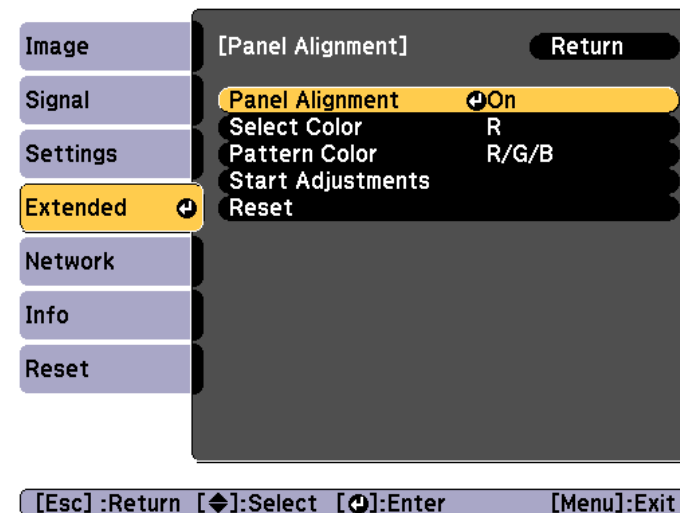 Image
Signal
Settings
Extended
Network
Info
Reset
[Panel Alignment] Return
Panel Alignment On
Select Color R
Pattern Color R/G/B
Start Adjustments
Reset
[Esc] :Return [◆]:Select [⏎]:Enter [Menu]:Exit